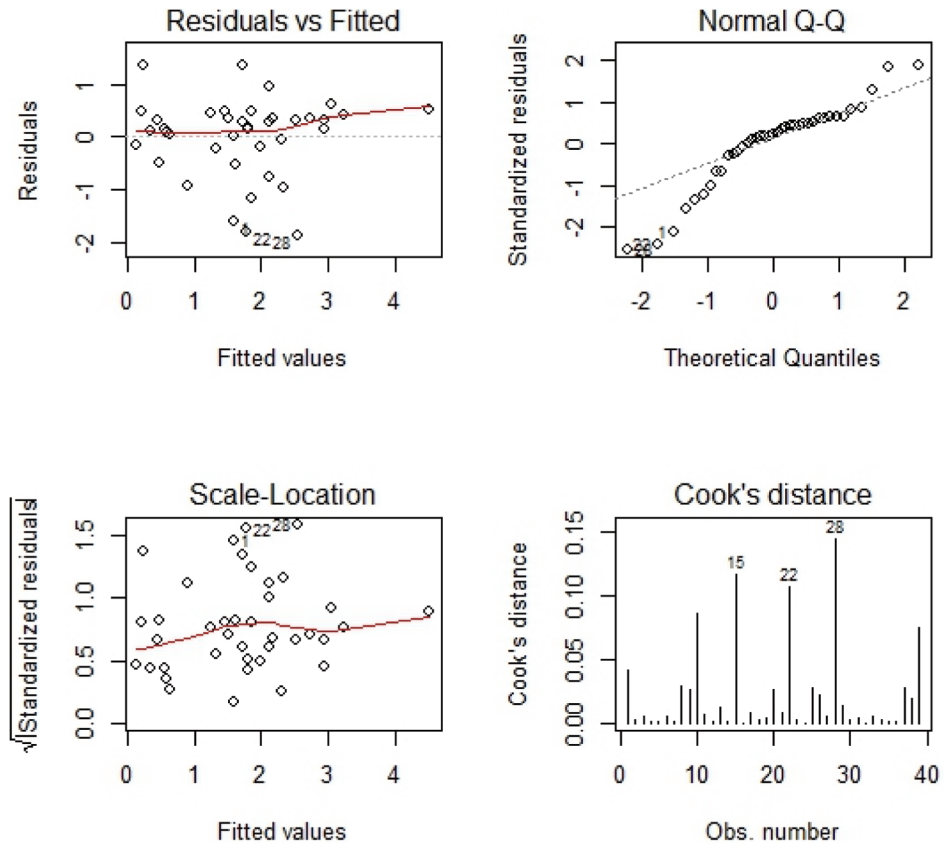 Residuals vs Fitted
Residuals
1
0
-1
-2
1
22
28
0 1 2 3 4
Fitted values
Normal Q-Q
Standardized residuals
2
1
0
-1
-2
1
22
28
-2 -1 0 1 2
Theoretical Quantiles
Scale-Location
√|Standardized residuals|
1.5
1.0
0.5
0.0
1
22
28
0 1 2 3 4
Fitted values
Cook's distance
Cook's distance
0.15
0.10
0.05
0.00
15
22
28
0 10 20 30 40
Obs. number